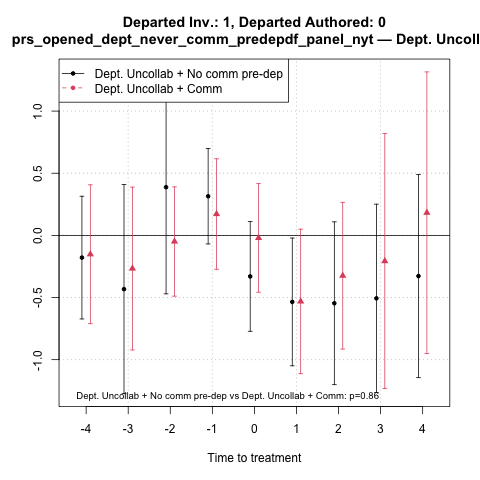 Departed Inv.: 1, Departed Authored: 0
prs_opened_dept_never_comm_predepdf_panel_nyt — Dept. Uncoll
Dept. Uncollab + No comm pre-dep
Dept. Uncollab + Comm
1.0
0.5
0.0
-0.5
-1.0
Dept. Uncollab + No comm pre-dep vs Dept. Uncollab + Comm: p=0.86
-4 -3 -2 -1 0 1 2 3 4
Time to treatment